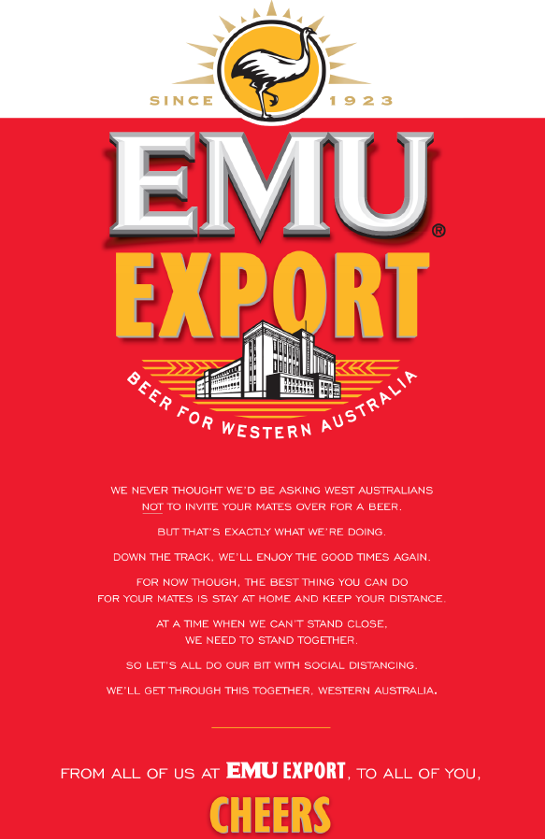 SINCE 1923
EMU®
EXPORT
BEER FOR WESTERN AUSTRALIA
WE NEVER THOUGHT WE'D BE ASKING WEST AUSTRALIANS
NOT TO INVITE YOUR MATES OVER FOR A BEER.
BUT THAT'S EXACTLY WHAT WE'RE DOING.
DOWN THE TRACK, WE'LL ENJOY THE GOOD TIMES AGAIN.
FOR NOW THOUGH, THE BEST THING YOU CAN DO
FOR YOUR MATES IS STAY AT HOME AND KEEP YOUR DISTANCE.
AT A TIME WHEN WE CAN'T STAND CLOSE,
WE NEED TO STAND TOGETHER.
SO LET'S ALL DO OUR BIT WITH SOCIAL DISTANCING.
WE'LL GET THROUGH THIS TOGETHER, WESTERN AUSTRALIA.
FROM ALL OF US AT EMU EXPORT, TO ALL OF YOU,
CHEERS